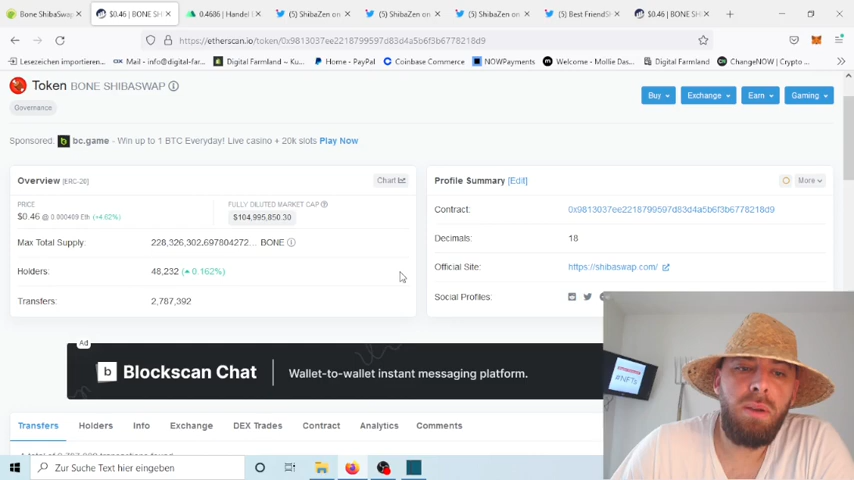 Bone ShibaSwap
$0.46 | BONE SH
0.4686 | Handel
(5) ShibaZen on
(5) ShibaZen on
(5) ShibaZen on
(5) Best FriendSh
$0.46 | BONE SH
https://etherscan.io/token/0x9813037ee2218799597d83d4a5b6f3b6778218d9
Lesezeichen importieren...
Mail - info@digital-far...
Digital Farmland – Ku...
Home - PayPal
Coinbase Commerce
NOWPayments
Welcome - Mollie Das...
Digital Farmland
ChangeNOW | Crypto ...
Token BONE SHIBASWAP
Buy
Exchange
Earn
Gaming
Governance
Sponsored: bc.game - Win up to 1 BTC Everyday! Live casino + 20k slots Play Now
Overview [ERC-20]
Chart
PRICE
$0.46 @ 0.000409 Eth (+4.62%)
FULLY DILUTED MARKET CAP
$104,995,850.30
Max Total Supply: 228,326,302.697804272... BONE
Holders: 48,232 (0.162%)
Transfers: 2,787,392
Profile Summary [Edit]
More
Contract: 0x9813037ee2218799597d83d4a5b6f3b6778218d9
Decimals: 18
Official Site: https://shibaswap.com/
Social Profiles:
Ad
b Blockscan Chat
Wallet-to-wallet instant messaging platform.
#NFTs
Transfers
Holders
Info
Exchange
DEX Trades
Contract
Analytics
Comments
transactions found
Zur Suche Text hier eingeben